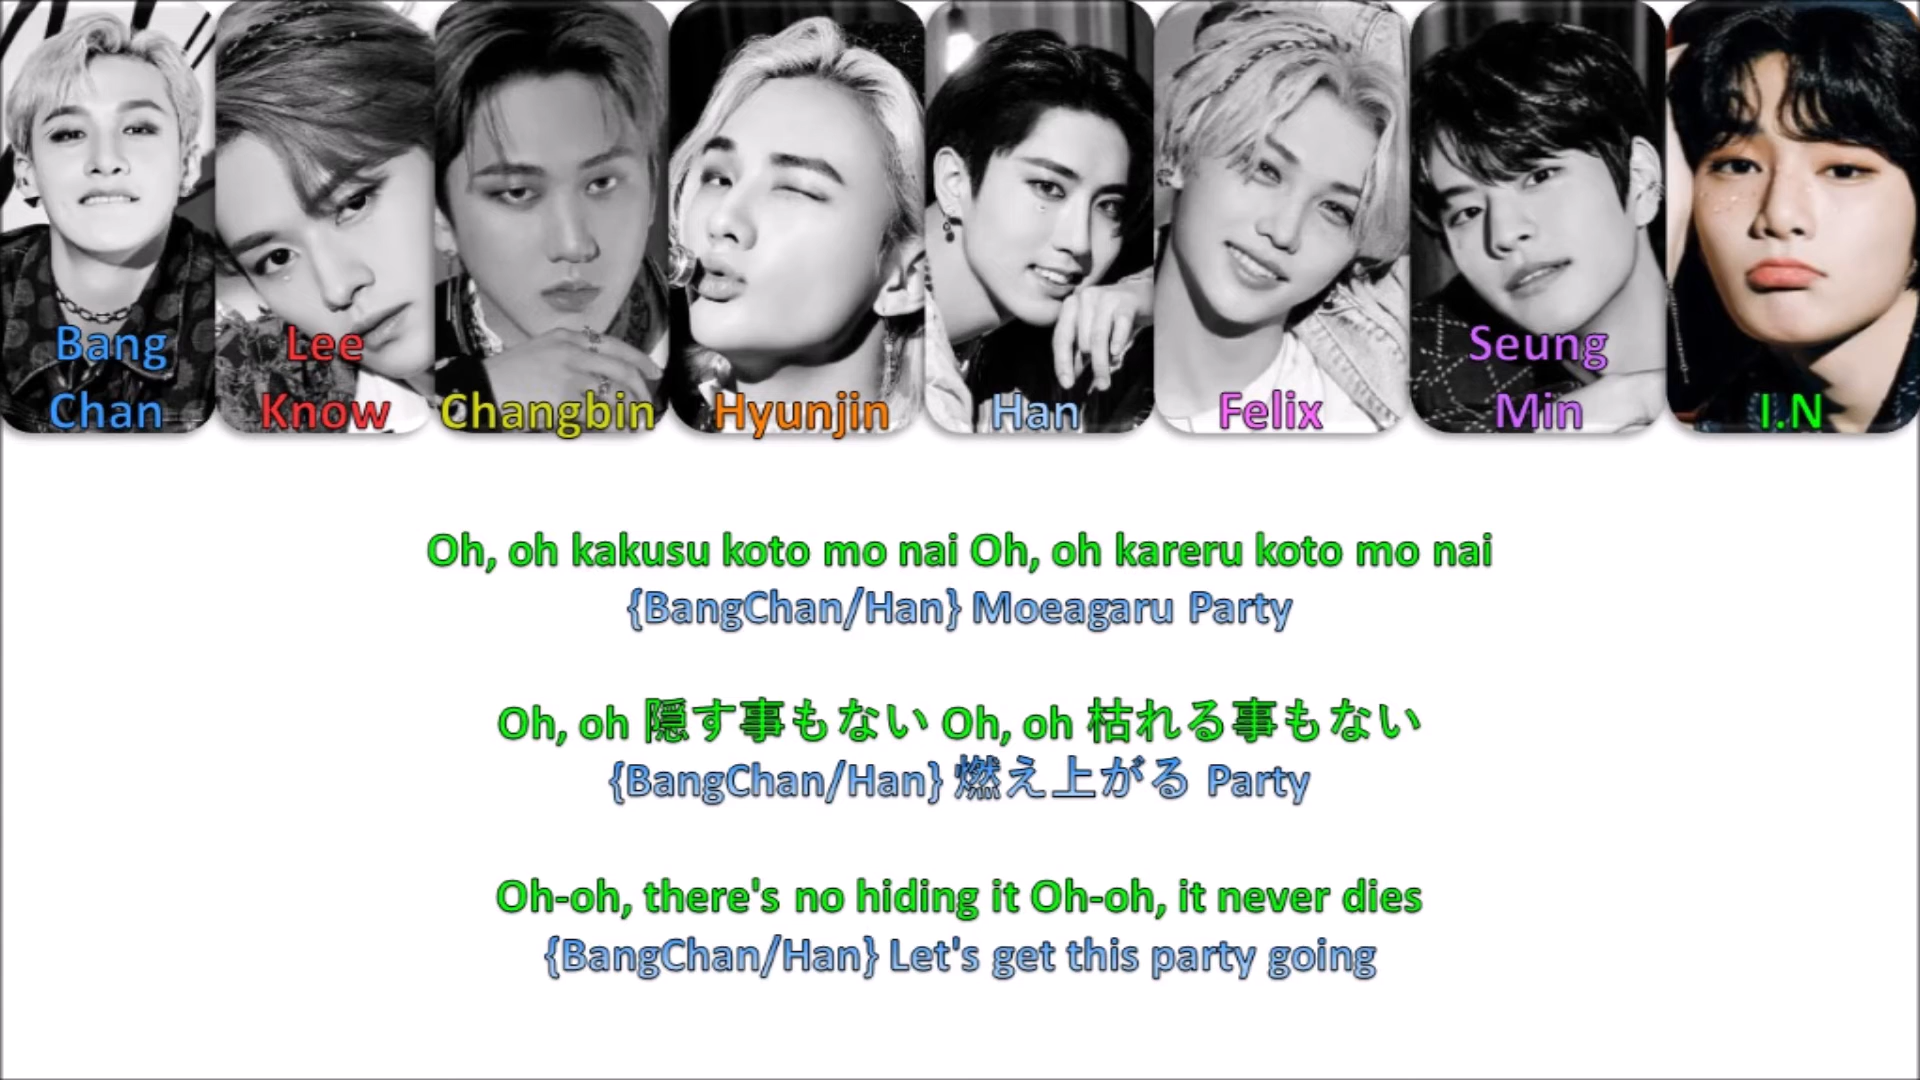 Bang Chan
Lee Know
Changbin
Hyunjin
Han
Felix
Seung Min
I.N
Oh, oh kakusu koto mo nai Oh, oh kareru koto mo nai
{BangChan/Han} Moeagaru Party
Oh, oh 隠す事もない Oh, oh 枯れる事もない
{BangChan/Han} 燃え上がる Party
Oh-oh, there's no hiding it Oh-oh, it never dies
{BangChan/Han} Let's get this party going